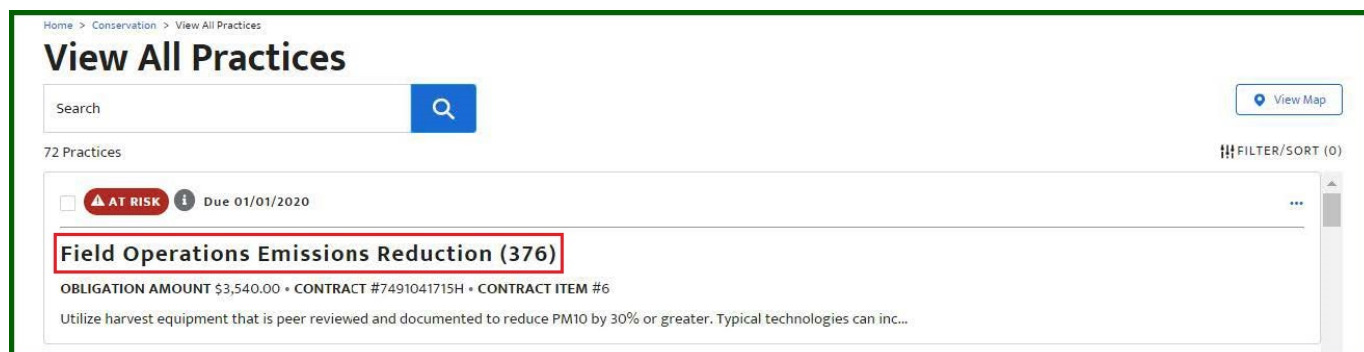 Home > Conservation > View All Practices
View All Practices
Search
View Map
72 Practices
FILTER/SORT (0)
AT RISK i Due 01/01/2020 ...
Field Operations Emissions Reduction (376)
OBLIGATION AMOUNT $3,540.00 • CONTRACT #7491041715H • CONTRACT ITEM #6
Utilize harvest equipment that is peer reviewed and documented to reduce PM10 by 30% or greater. Typical technologies can inc...